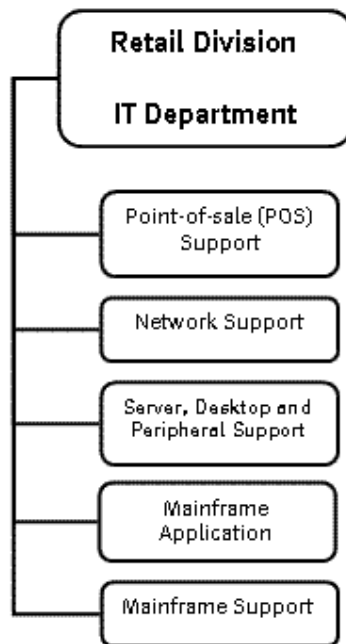 Retail Division
IT Department
Point-of-sale (POS)
Support
Network Support
Server, Desktop and
Peripheral Support
Mainframe
Application
Mainframe Support